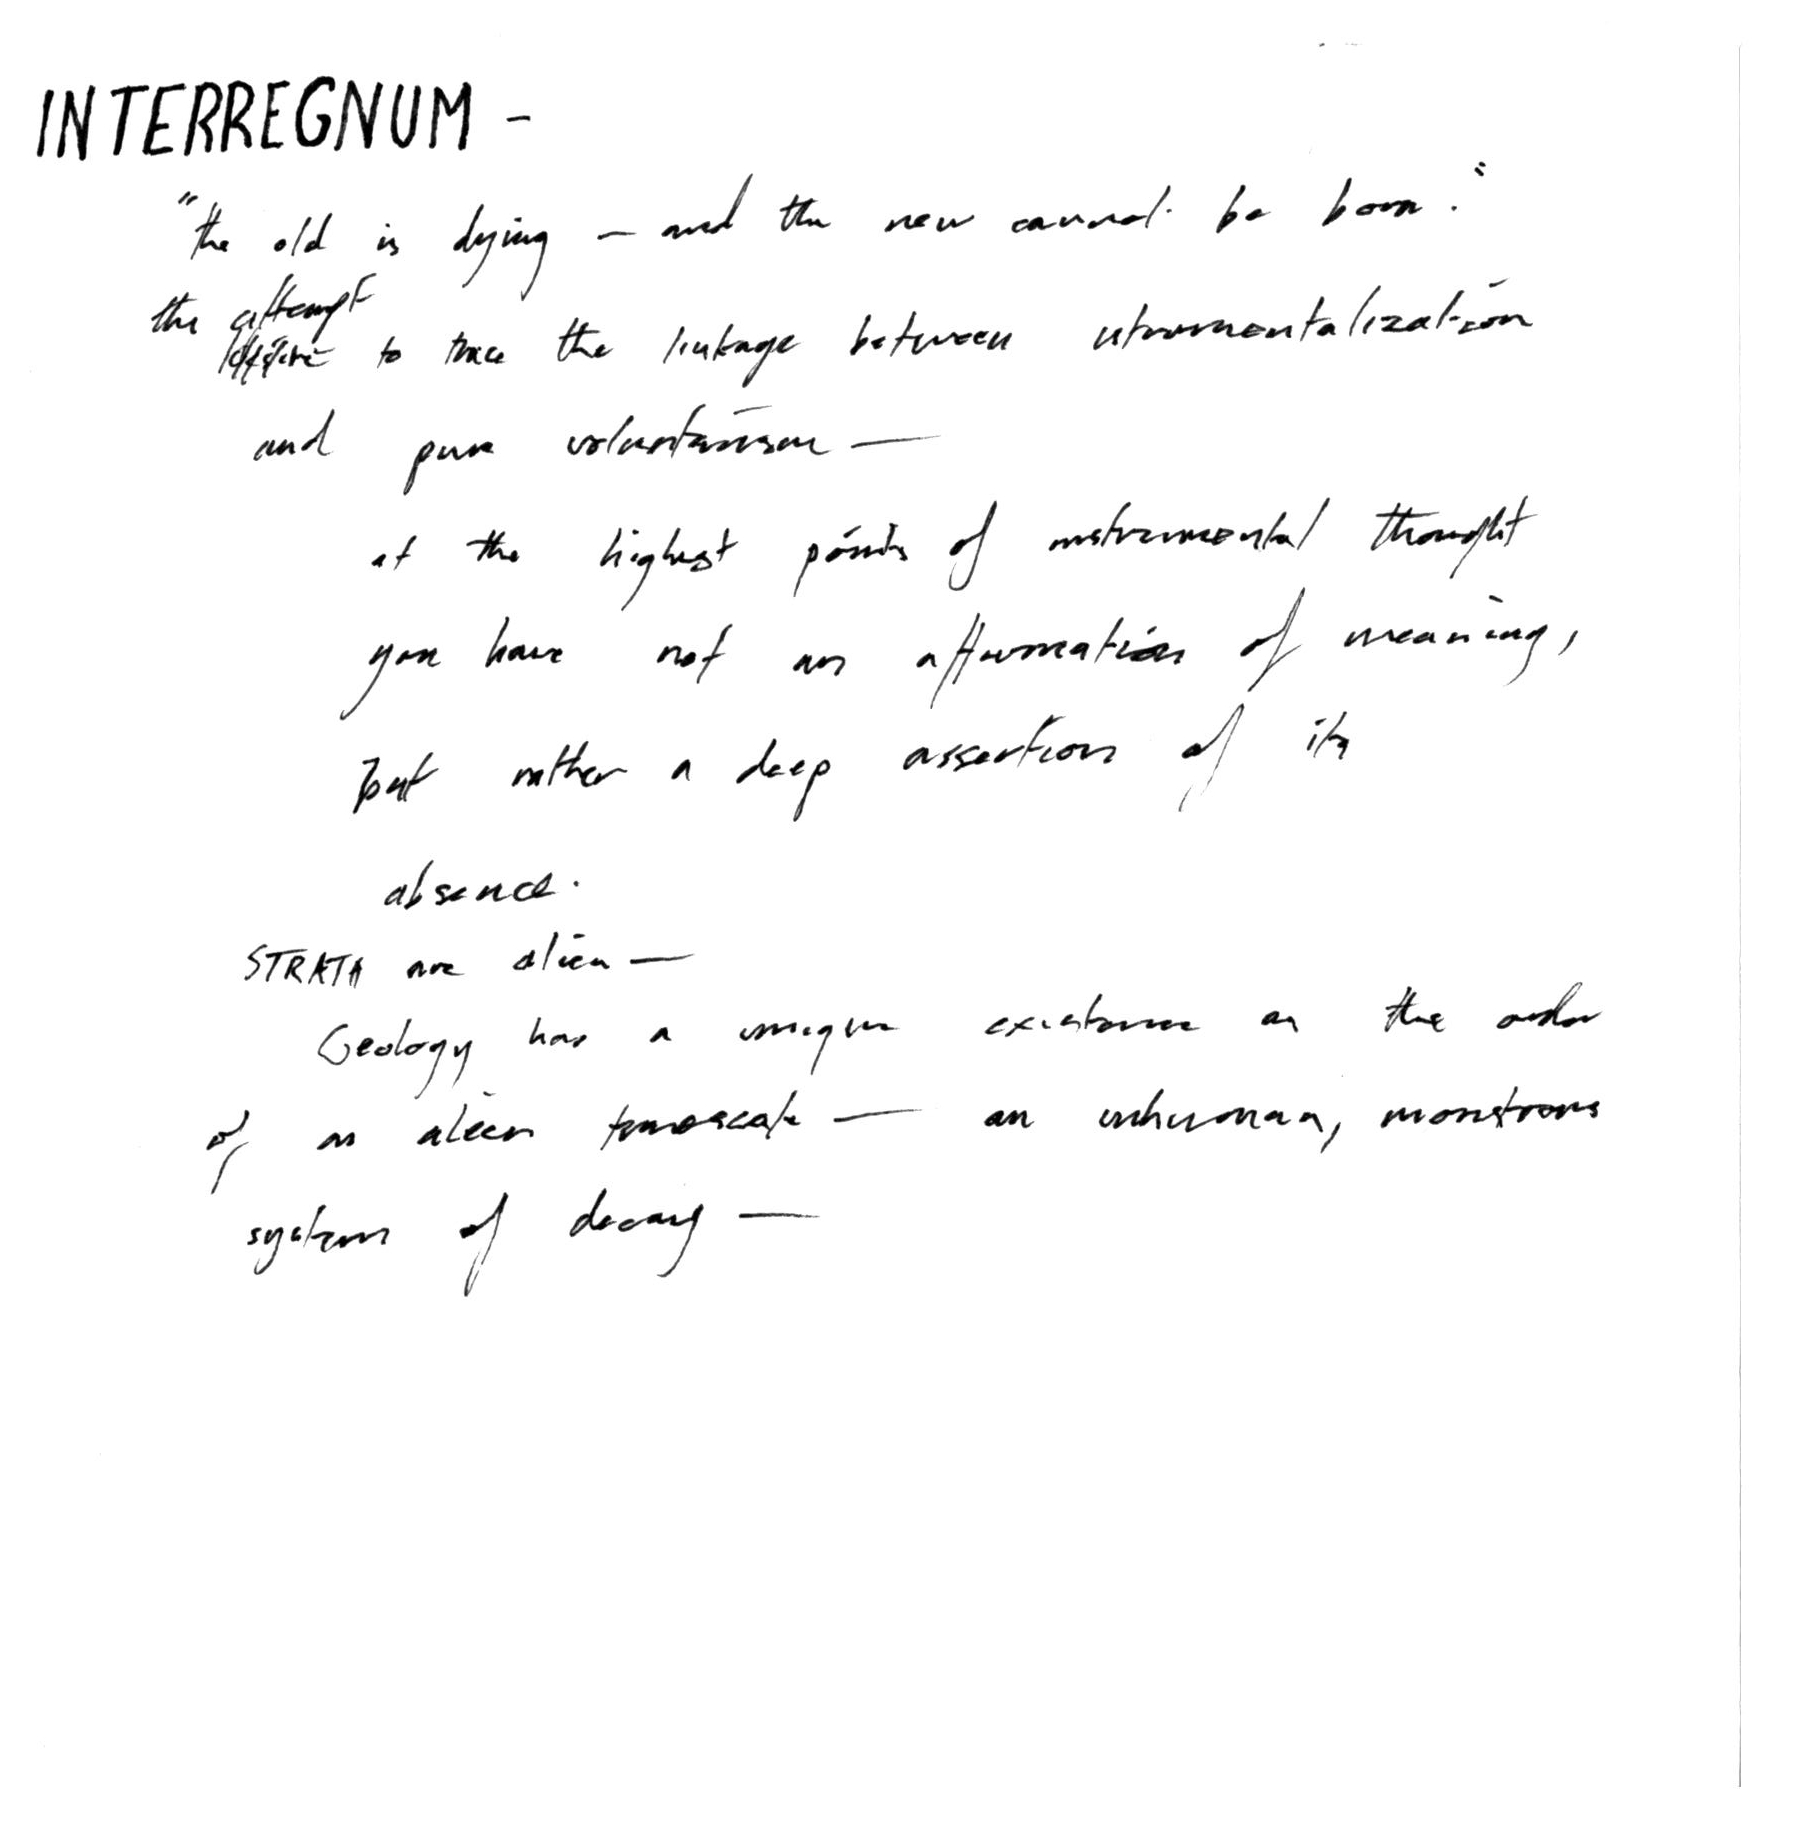 INTERREGNUM -
"the old is dying – and the new cannot be born."
the attempt
to trace the linkage between intrumentalization
and pure voluntarism —
at the highest points of instrumental thought
you have not an affirmation of meaning,
but rather a deep assertion of its
absence.
STRATA are alien —
Geology has a unique existence on the order
of an alien timescale — an inhuman, monstrous
system of decay —